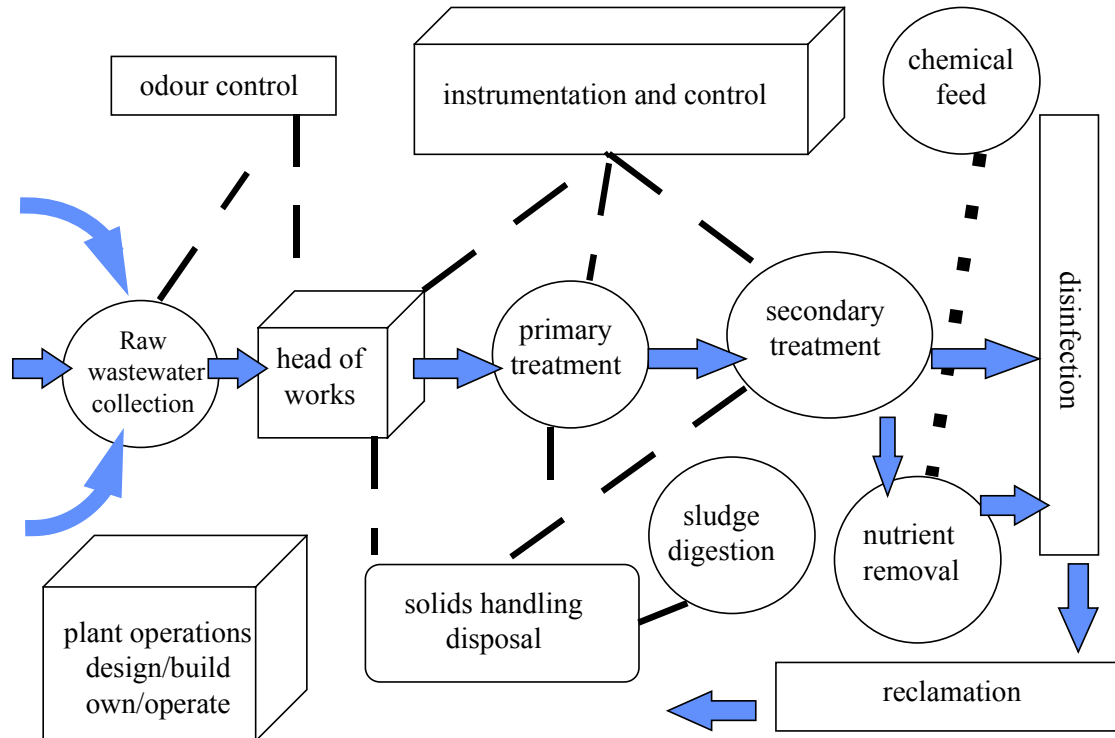 odour control
instrumentation and control
chemical
feed
Raw
wastewater
collection
head of
works
primary
treatment
secondary
treatment
disinfection
sludge
digestion
nutrient
removal
solids handling
disposal
plant operations
design/build
own/operate
reclamation